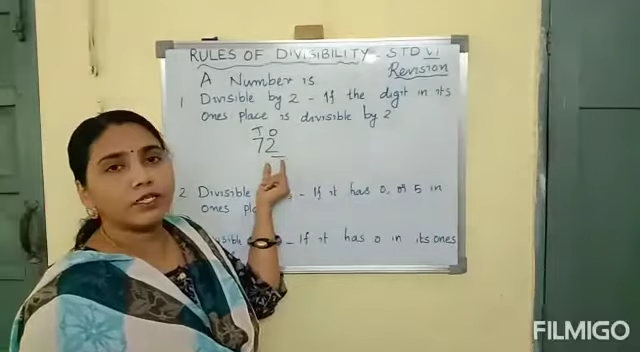 RULES OF DIVISIBILITY - STD VI
Revision
A Number is
1 Divisible by 2 - If the digit in its
ones place is divisible by 2
T O
72
2 Divisible - If it has 0, or 5 in
ones
- If it has 0 in its ones
FILMIGO